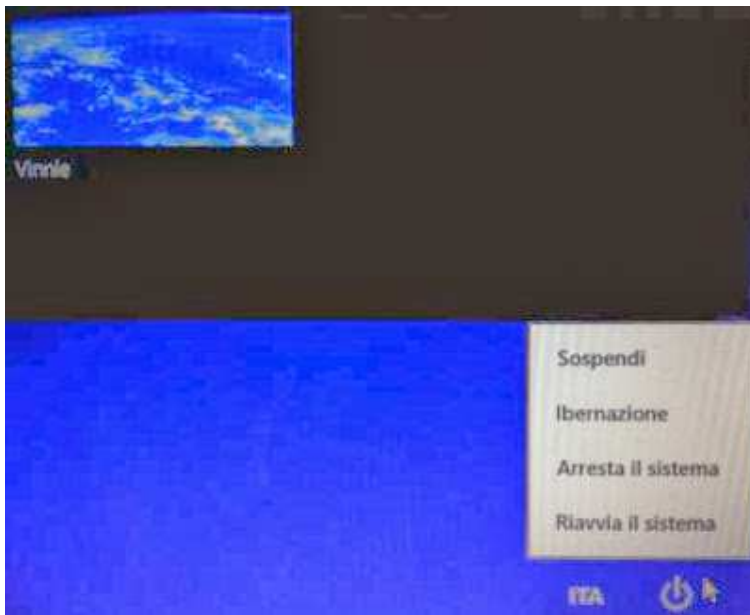 Vinnie
Sospendi
Ibernazione
Arresta il sistema
Riavvia il sistema
ITA